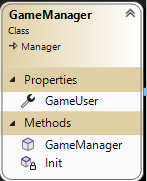 GameManager
Class
Manager
Properties
GameUser
Methods
GameManager
Init